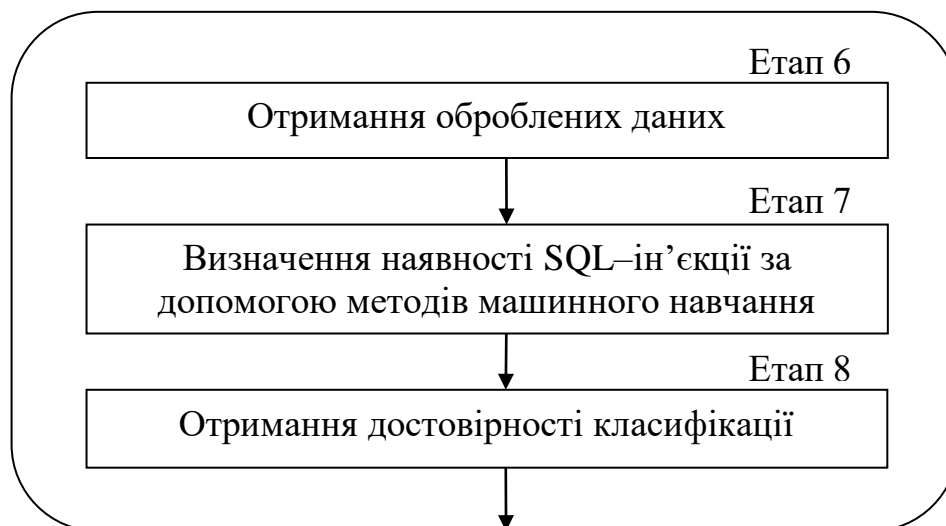 Етап 6
Отримання оброблених даних
Етап 7
Визначення наявності SQL–ін’єкції за
допомогою методів машинного навчання
Етап 8
Отримання достовірності класифікації